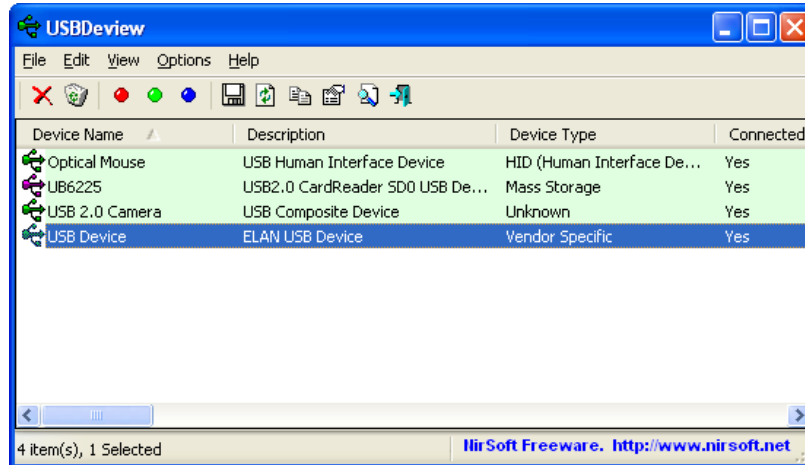 USBDeview
File Edit View Options Help
Device Name Description Device Type Connected
Optical Mouse USB Human Interface Device HID (Human Interface De... Yes
UB6225 USB2.0 CardReader SD0 USB De... Mass Storage Yes
USB 2.0 Camera USB Composite Device Unknown Yes
USB Device ELAN USB Device Vendor Specific Yes
4 item(s), 1 Selected NirSoft Freeware. http://www.nirsoft.net